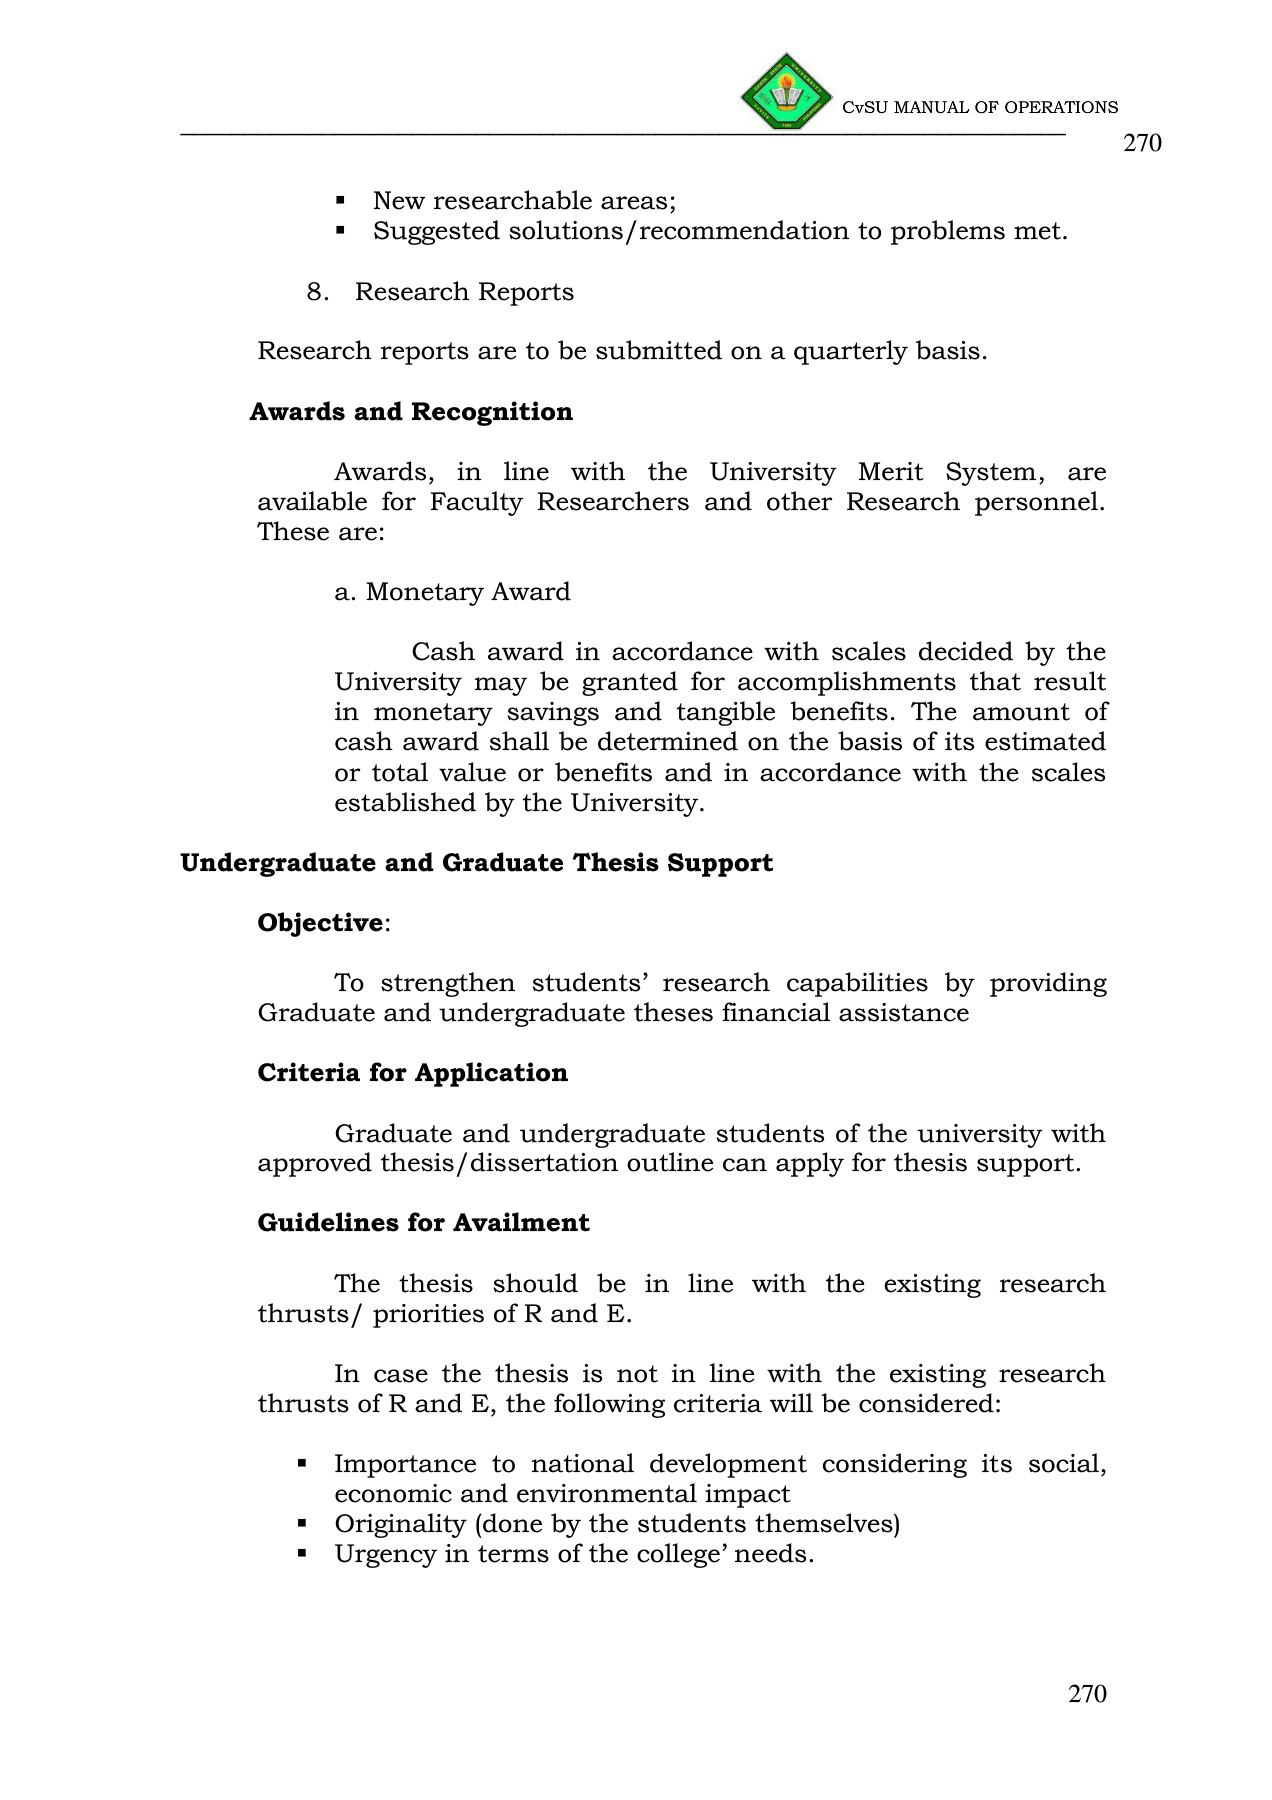 CvSU MANUAL OF OPERATIONS
270
▪ New researchable areas;
▪ Suggested solutions/recommendation to problems met.
8. Research Reports
Research reports are to be submitted on a quarterly basis.
Awards and Recognition
Awards, in line with the University Merit System, are
available for Faculty Researchers and other Research personnel.
These are:
a. Monetary Award
Cash award in accordance with scales decided by the
University may be granted for accomplishments that result
in monetary savings and tangible benefits. The amount of
cash award shall be determined on the basis of its estimated
or total value or benefits and in accordance with the scales
established by the University.
Undergraduate and Graduate Thesis Support
Objective:
To strengthen students’ research capabilities by providing
Graduate and undergraduate theses financial assistance
Criteria for Application
Graduate and undergraduate students of the university with
approved thesis/dissertation outline can apply for thesis support.
Guidelines for Availment
The thesis should be in line with the existing research
thrusts/ priorities of R and E.
In case the thesis is not in line with the existing research
thrusts of R and E, the following criteria will be considered:
▪ Importance to national development considering its social,
economic and environmental impact
▪ Originality (done by the students themselves)
▪ Urgency in terms of the college’ needs.
270